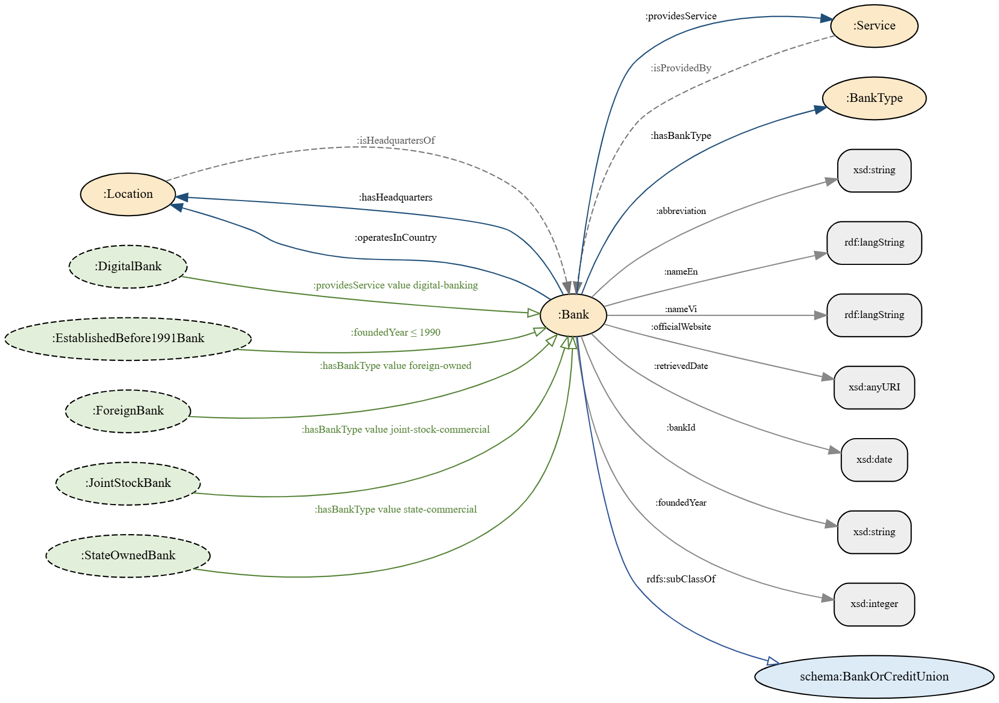 :providesService
:Service
:isProvidedBy
:BankType
:hasBankType
:isHeadquartersOf
xsd:string
:Location
:hasHeadquarters
:abbreviation
:operatesInCountry
rdf:langString
:DigitalBank
:nameEn
:providesService value digital-banking
:Bank
:nameVi
rdf:langString
:officialWebsite
:EstablishedBefore1991Bank
:foundedYear ≤ 1990
:hasBankType value foreign-owned
:retrievedDate
xsd:anyURI
:ForeignBank
:hasBankType value joint-stock-commercial
:bankId
xsd:date
:JointStockBank
:hasBankType value state-commercial
:foundedYear
xsd:string
:StateOwnedBank
rdfs:subClassOf
xsd:integer
schema:BankOrCreditUnion